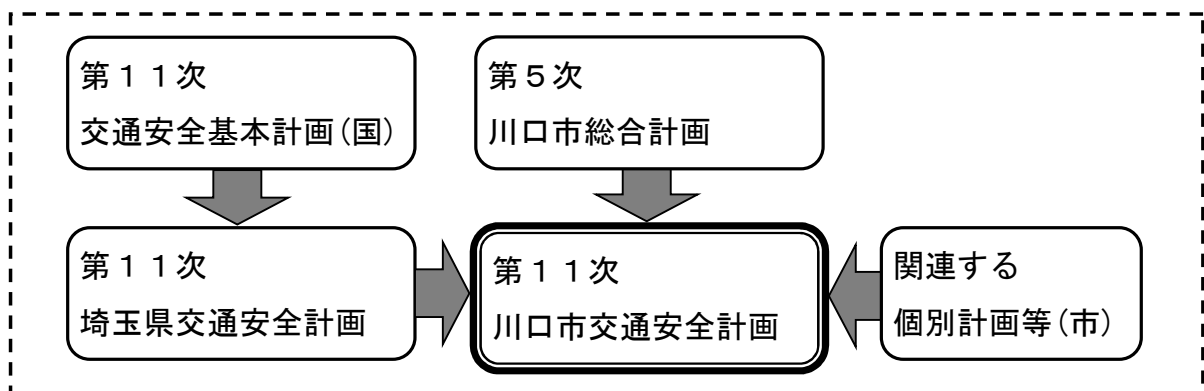 第１１次
交通安全基本計画(国)
第５次
川口市総合計画
第１１次
埼玉県交通安全計画
第１１次
川口市交通安全計画
関連する
個別計画等(市)